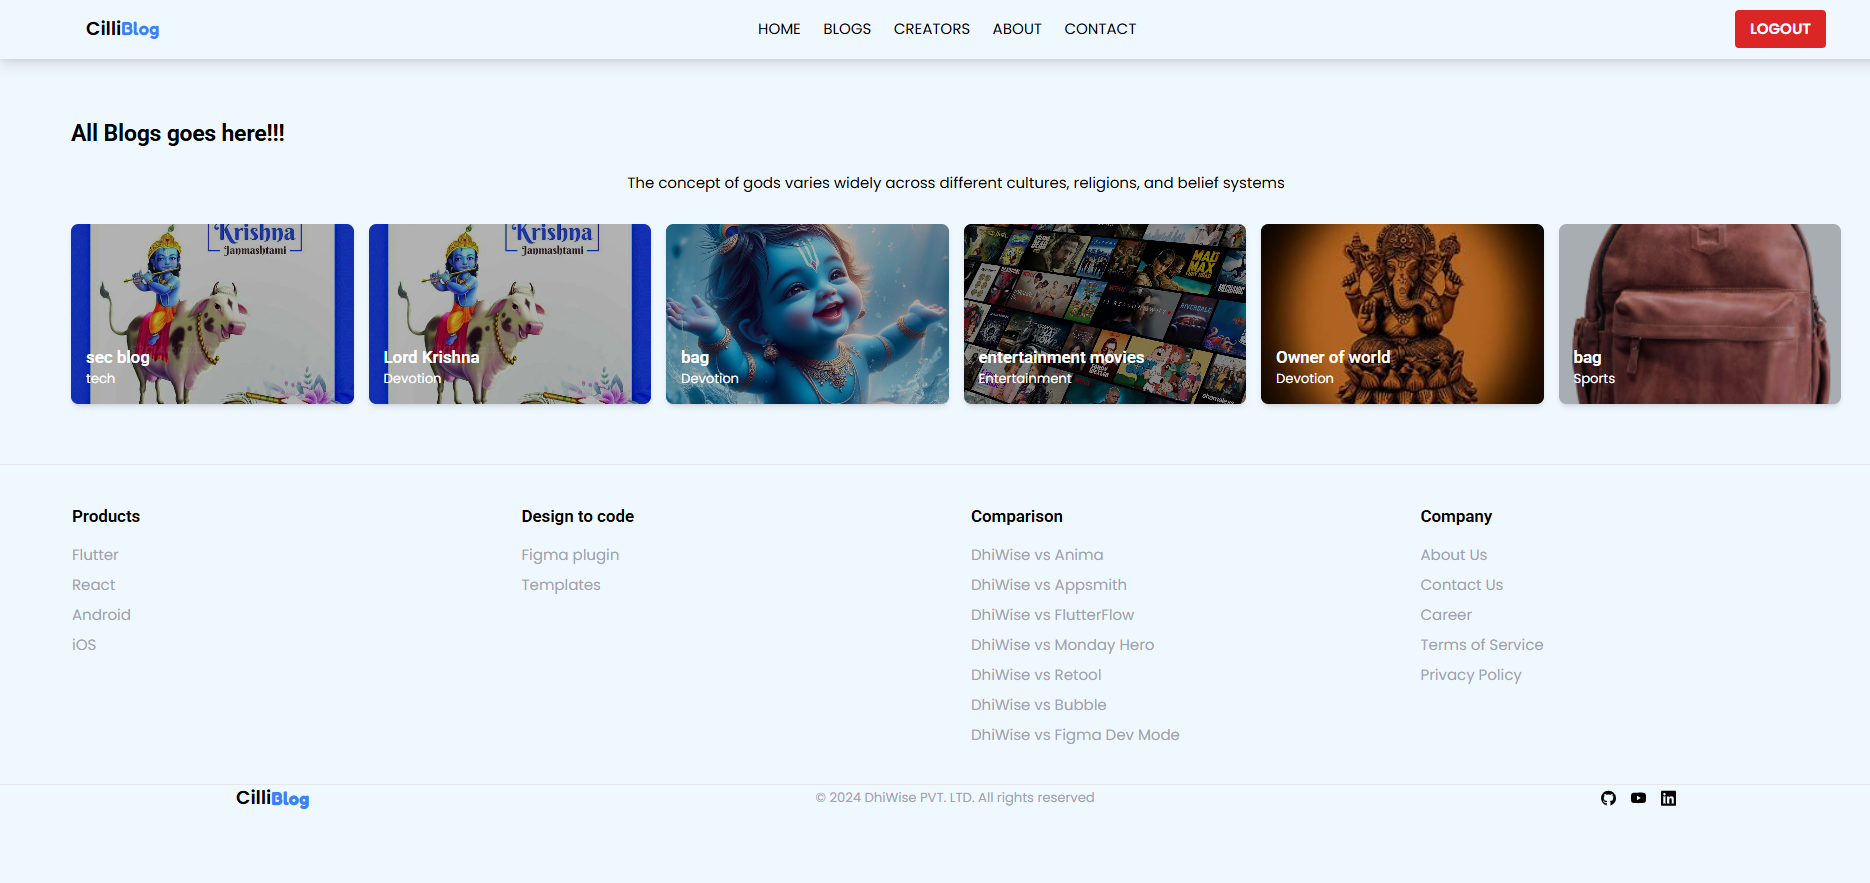 CilliBlog
HOME BLOGS CREATORS ABOUT CONTACT
LOGOUT
All Blogs goes here!!!
The concept of gods varies widely across different cultures, religions, and belief systems
Krishna
Janmashtami
sec blog
tech
Krishna
Janmashtami
Lord Krishna
Devotion
bag
Devotion
MAD MAX
RIVERDALE
entertainment movies
Entertainment
Owner of world
Devotion
bag
Sports
Products
Flutter
React
Android
iOS
Design to code
Figma plugin
Templates
Comparison
DhiWise vs Anima
DhiWise vs Appsmith
DhiWise vs FlutterFlow
DhiWise vs Monday Hero
DhiWise vs Retool
DhiWise vs Bubble
DhiWise vs Figma Dev Mode
Company
About Us
Contact Us
Career
Terms of Service
Privacy Policy
CilliBlog
© 2024 DhiWise PVT. LTD. All rights reserved